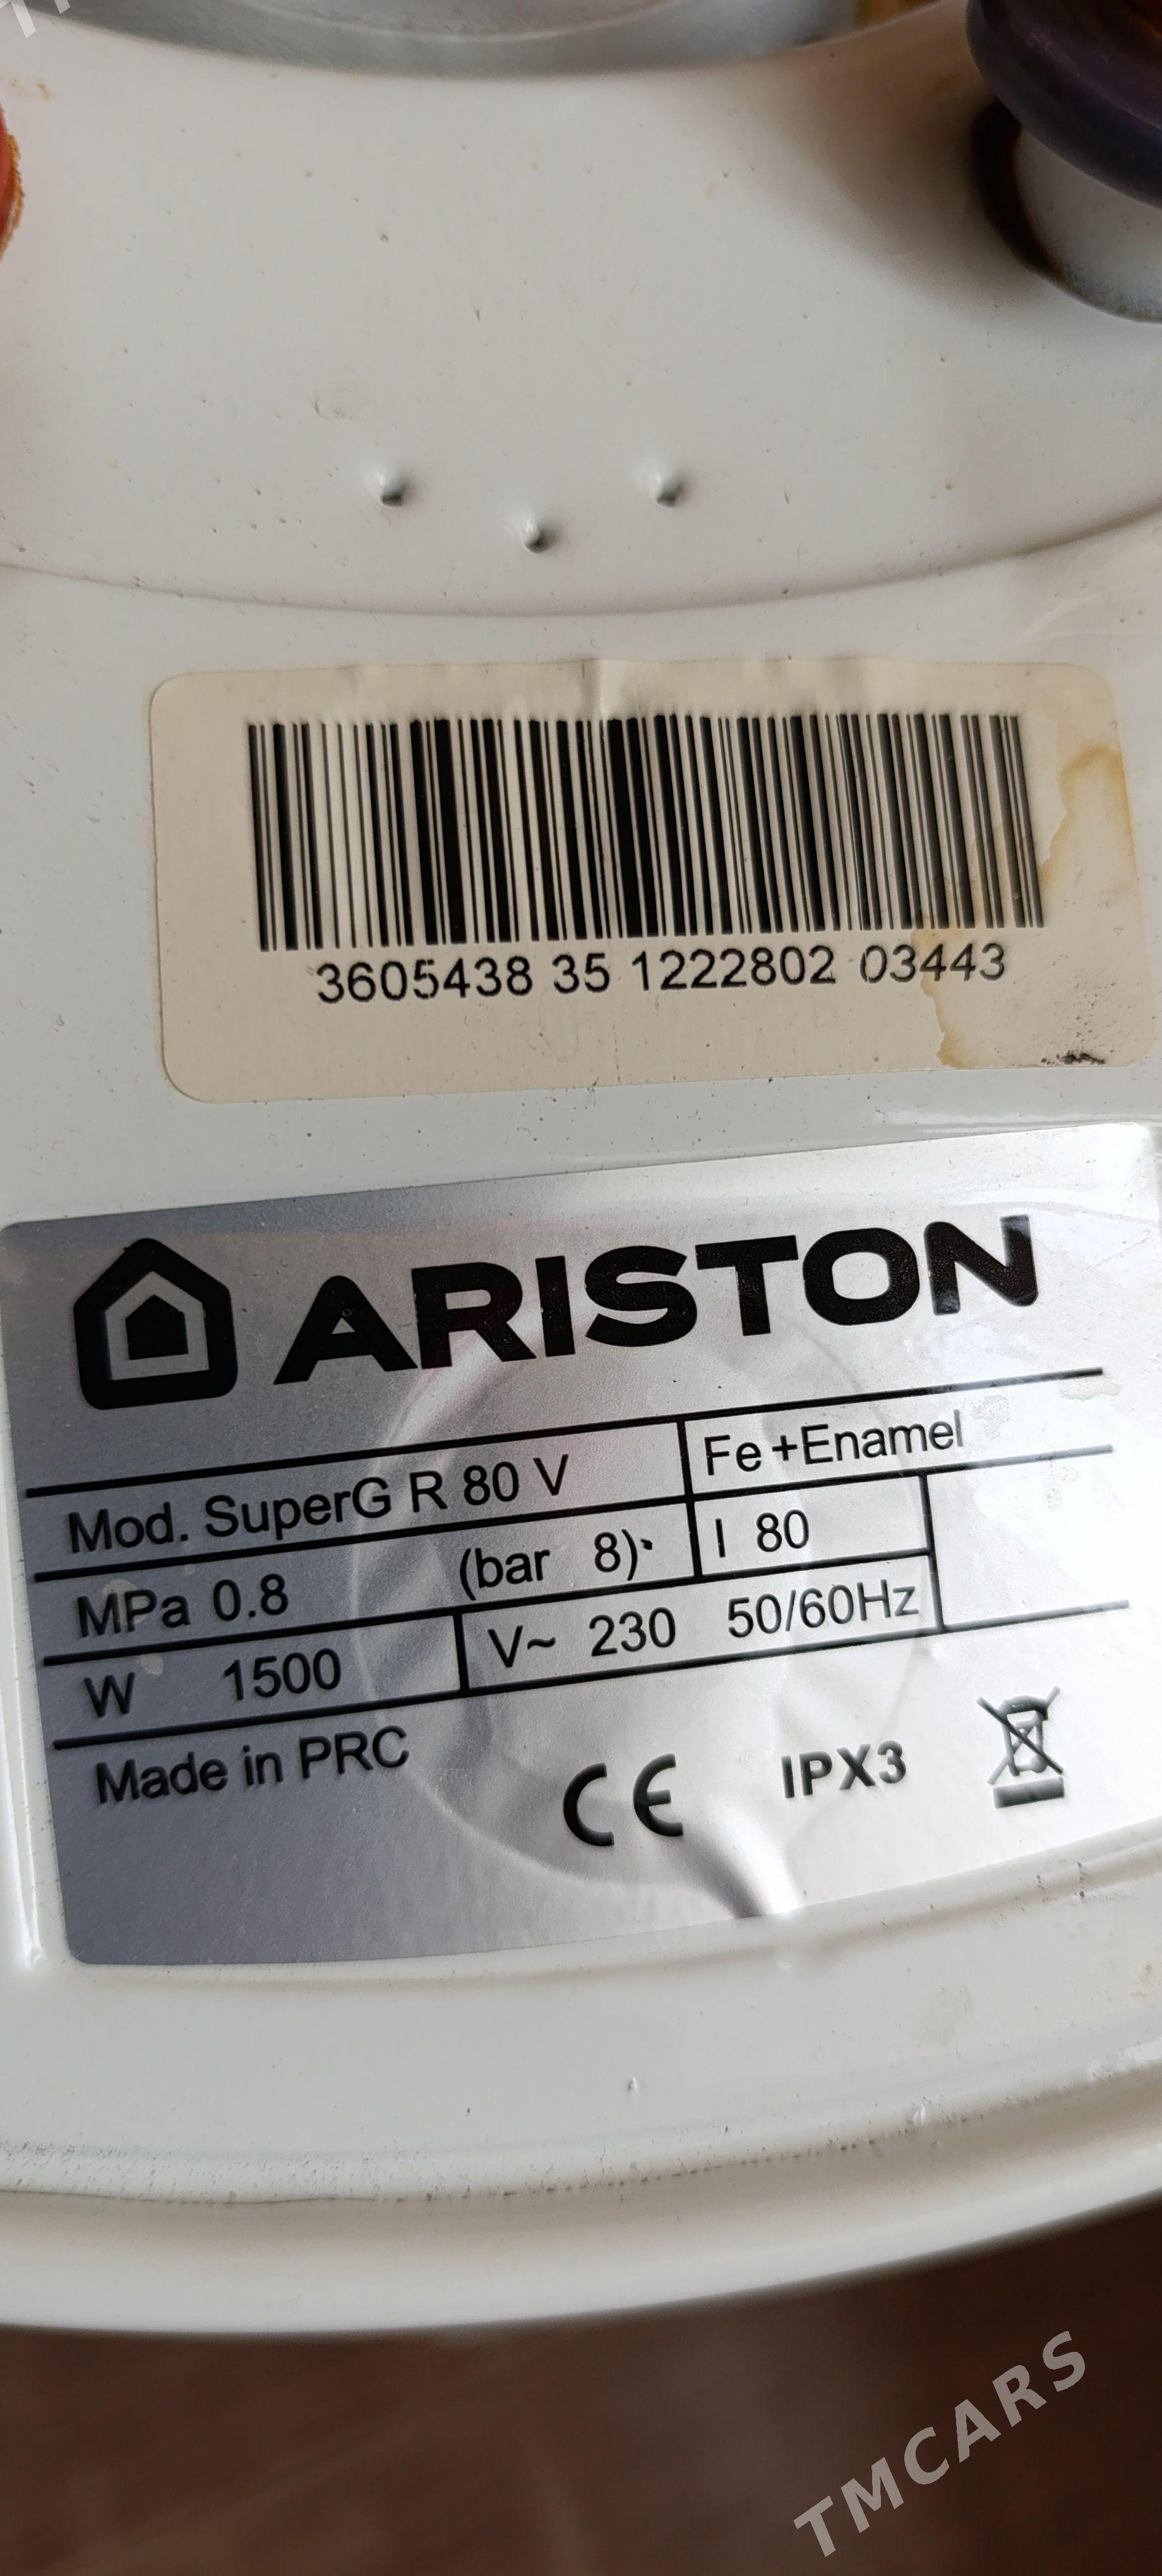 3605438 35 1222802 03443
ARISTON
Mod. SuperG R 80 V Fe+Enamel
MPa 0.8 (bar 8) l 80
W 1500 V~ 230 50/60Hz
Made in PRC
CE IPX3
TMCARS